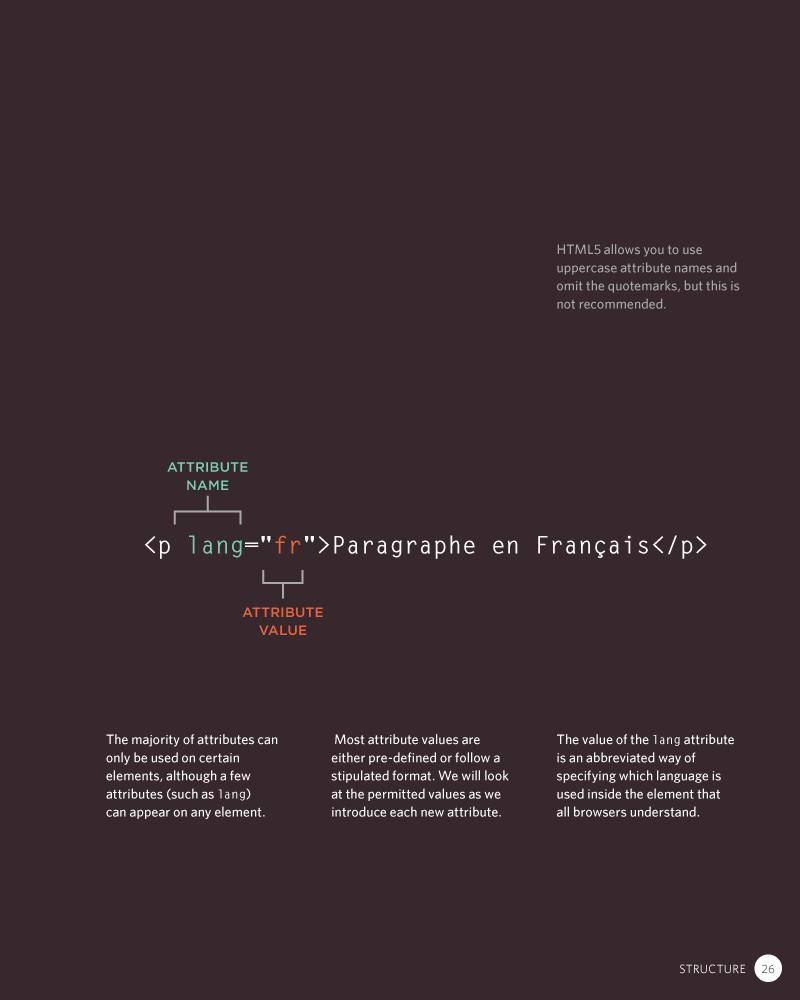 HTML5 allows you to use
uppercase attribute names and
omit the quotemarks, but this is
not recommended.
ATTRIBUTE
NAME
<p lang="fr">Paragraphe en Français</p>
ATTRIBUTE
VALUE
The majority of attributes can
only be used on certain
elements, although a few
attributes (such as lang)
can appear on any element.
Most attribute values are
either pre-defined or follow a
stipulated format. We will look
at the permitted values as we
introduce each new attribute.
The value of the lang attribute
is an abbreviated way of
specifying which language is
used inside the element that
all browsers understand.
STRUCTURE 26